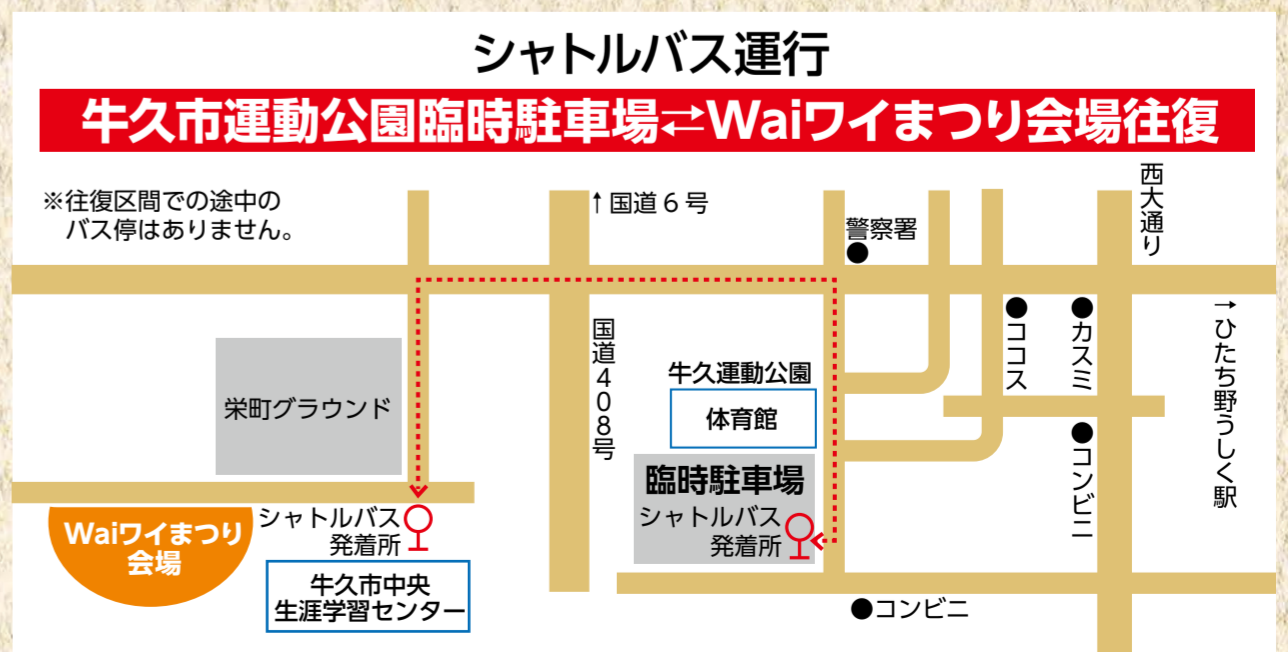 シャトルバス運行
牛久市運動公園臨時駐車場⇄Waiワイまつり会場往復
※往復区間での途中の
バス停はありません。
↑国道6号
警察署
西大通り
国道408号
→ひたち野うしく駅
●ココス
●カスミ
●コンビニ
牛久運動公園
体育館
栄町グラウンド
臨時駐車場
シャトルバス
発着所
Waiワイまつり
会場
シャトルバス
発着所
牛久市中央
生涯学習センター
●コンビニ